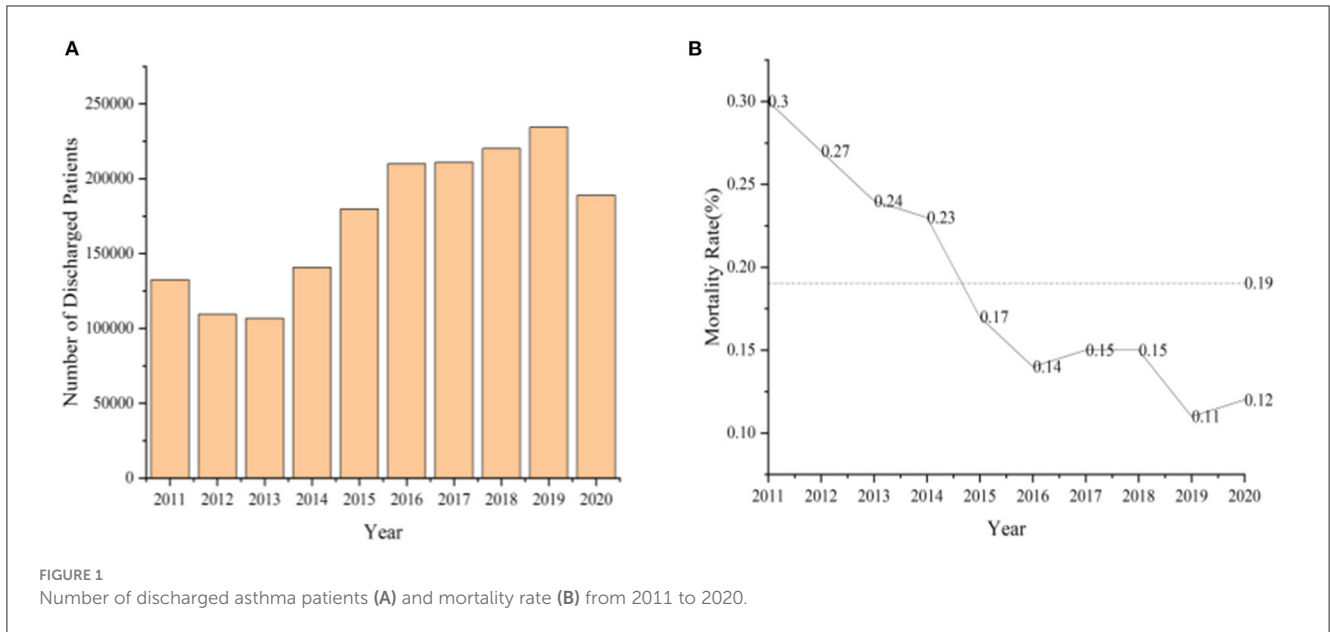 A
250000
200000
150000
100000
50000
0
Number of Discharged Patients
2011 2012 2013 2014 2015 2016 2017 2018 2019 2020
Year
B
0.30
0.25
0.20
0.15
0.10
Mortality Rate(%)
0.3
0.27
0.24
0.23
0.19
0.17
0.14
0.15
0.15
0.11
0.12
2011 2012 2013 2014 2015 2016 2017 2018 2019 2020
Year
FIGURE 1
Number of discharged asthma patients (A) and mortality rate (B) from 2011 to 2020.